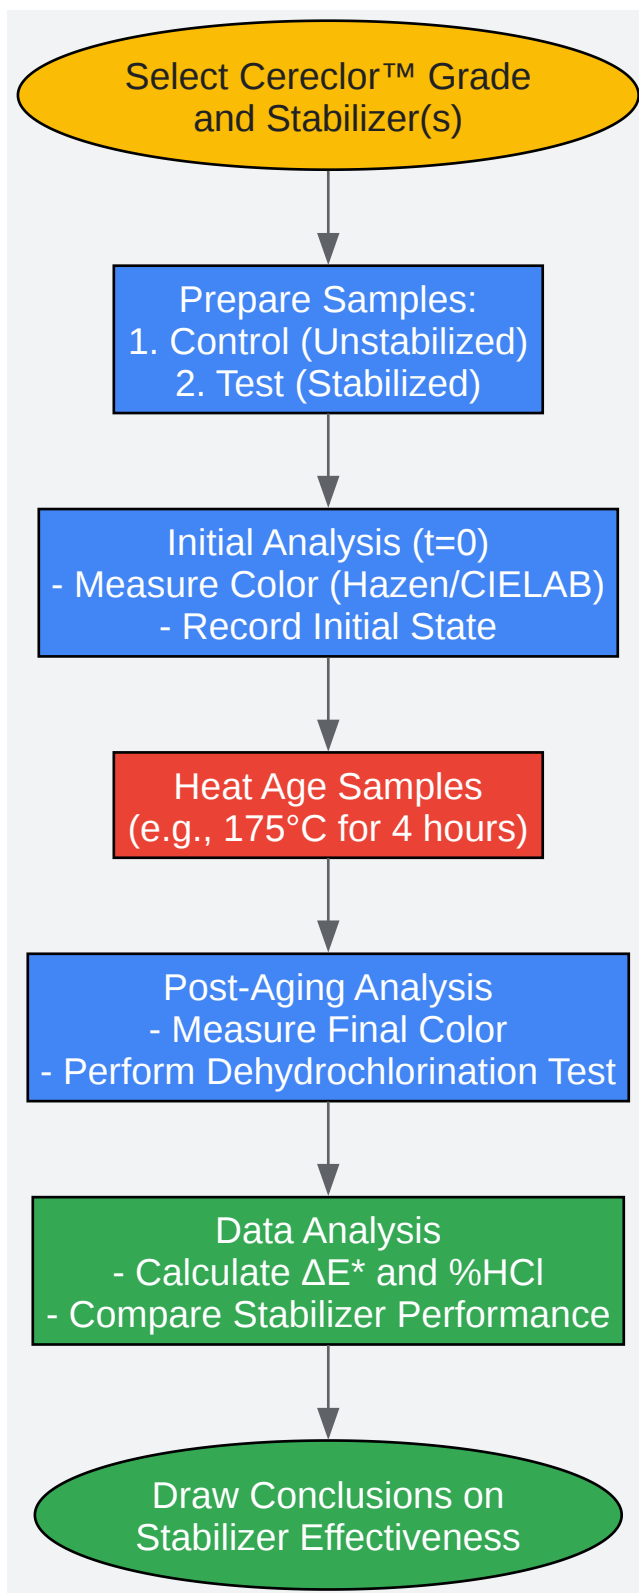 Select Cereclor™ Grade
and Stabilizer(s)
Prepare Samples:
1. Control (Unstabilized)
2. Test (Stabilized)
Initial Analysis (t=0)
- Measure Color (Hazen/CIELAB)
- Record Initial State
Heat Age Samples
(e.g., 175°C for 4 hours)
Post-Aging Analysis
- Measure Final Color
- Perform Dehydrochlorination Test
Data Analysis
- Calculate ΔE* and %HCl
- Compare Stabilizer Performance
Draw Conclusions on
Stabilizer Effectiveness